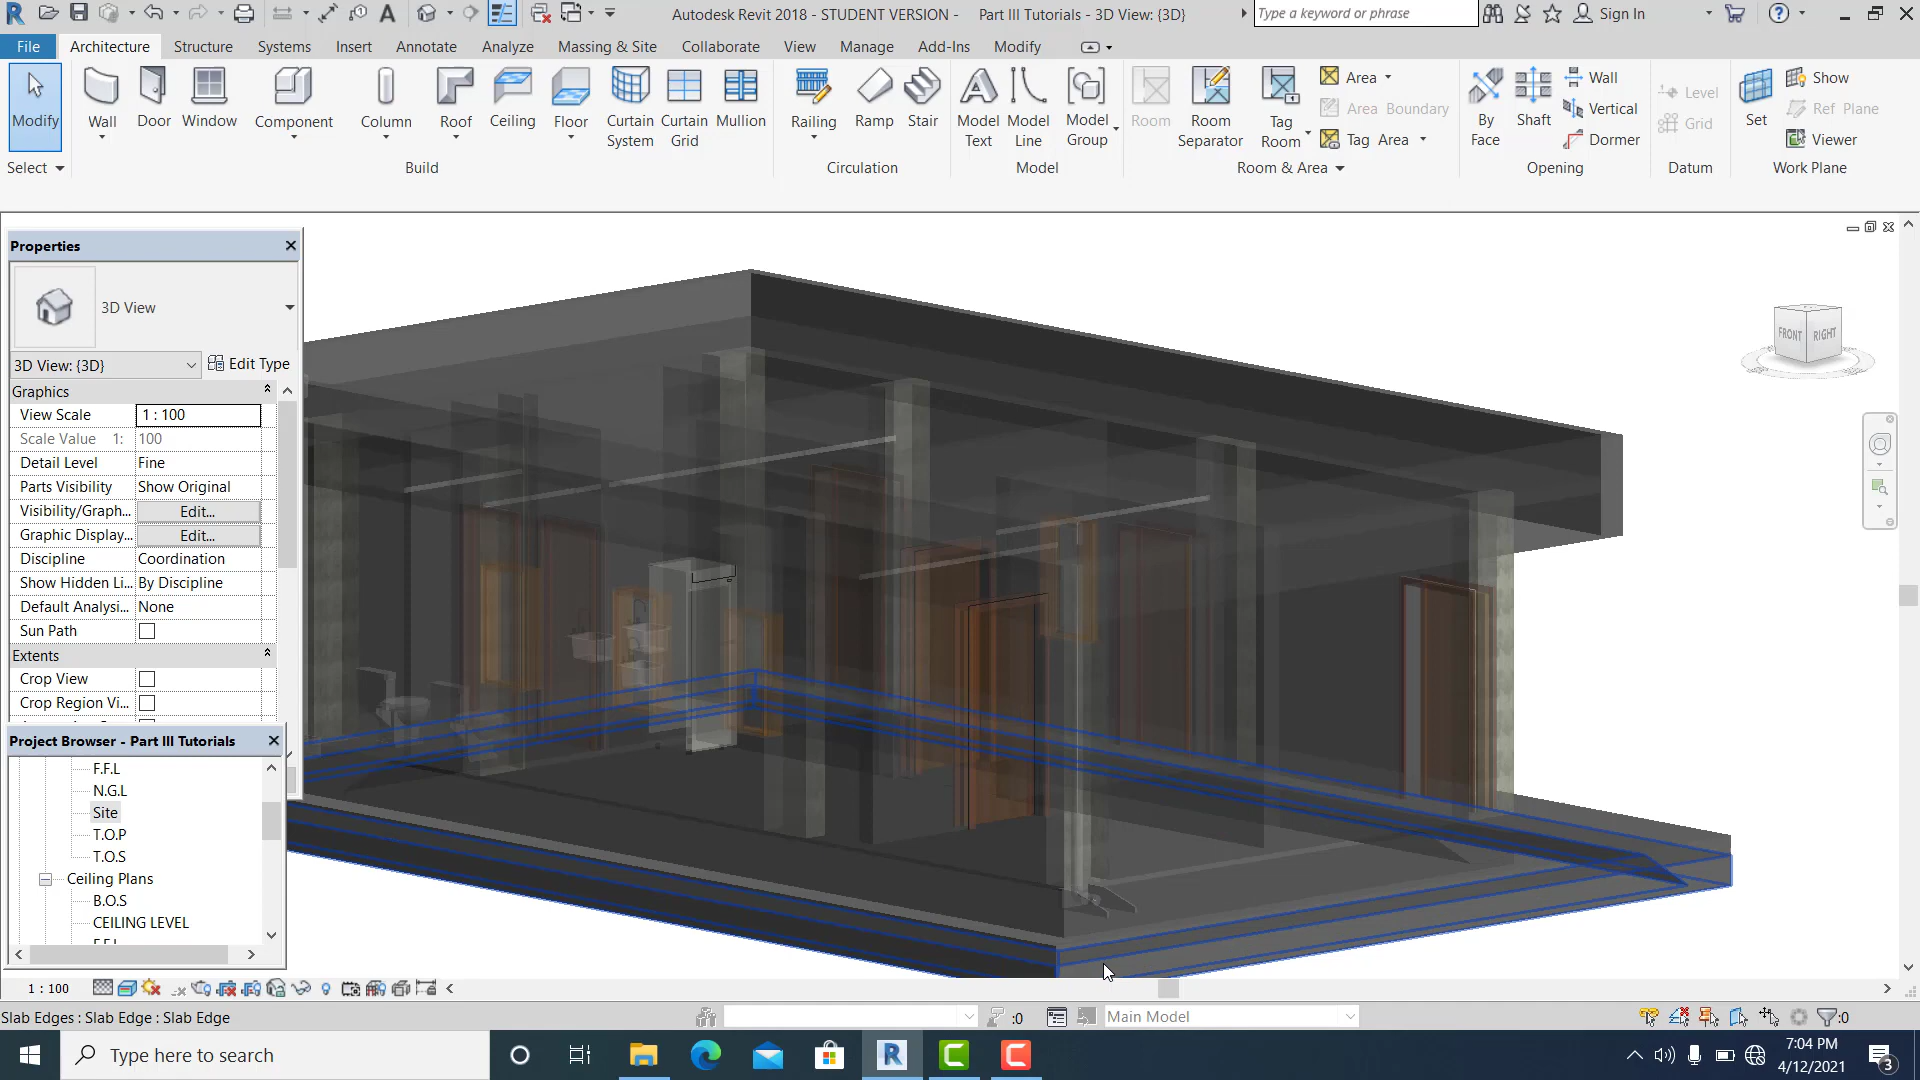 Autodesk Revit 2018 - STUDENT VERSION - Part III Tutorials - 3D View: {3D}
Type a keyword or phrase
Sign In
File Architecture Structure Systems Insert Annotate Analyze Massing & Site Collaborate View Manage Add-Ins Modify
Modify
Wall Door Window Component Column Roof Ceiling Floor
Curtain System
Curtain Grid
Mullion
Railing Ramp Stair
Model Text
Model Line
Model Group
Room
Room Separator
Tag Room
Area
Area Boundary
Tag Area
By Face
Shaft
Wall
Vertical
Dormer
Level
Grid
Set
Show
Ref Plane
Viewer
Select Build Circulation Model Room & Area Opening Datum Work Plane
Properties
3D View
3D View: {3D} Edit Type
Graphics
View Scale 1 : 100
Scale Value 1: 100
Detail Level Fine
Parts Visibility Show Original
Visibility/Graph... Edit...
Graphic Display... Edit...
Discipline Coordination
Show Hidden Li... By Discipline
Default Analysi... None
Sun Path
Extents
Crop View
Crop Region Vi...
FRONT RIGHT
Project Browser - Part III Tutorials
F.F.L
N.G.L
Site
T.O.P
T.O.S
Ceiling Plans
B.O.S
CEILING LEVEL
1 : 100
Slab Edges : Slab Edge : Slab Edge
:0
Main Model
:0
Type here to search
7:04 PM
4/12/2021
3